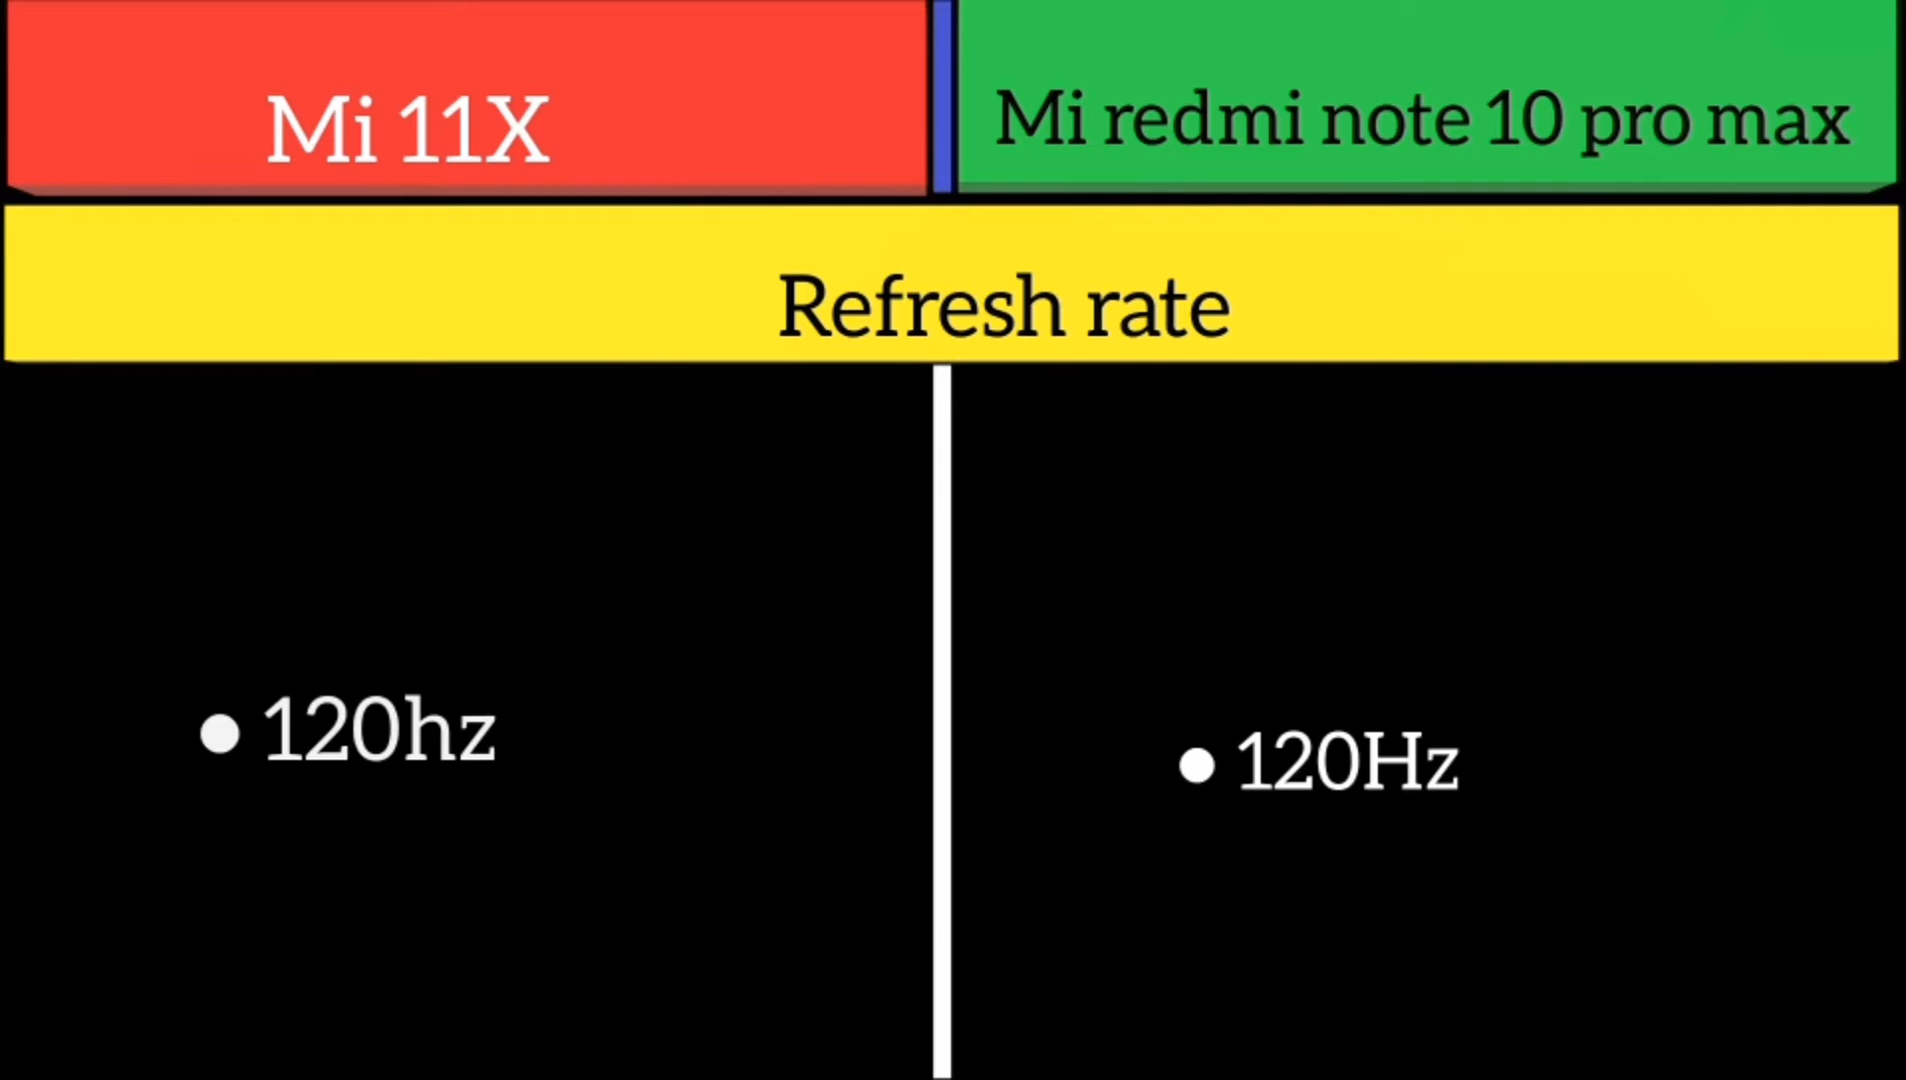 Mi 11X
Mi redmi note 10 pro max
Refresh rate
● 120hz
● 120Hz